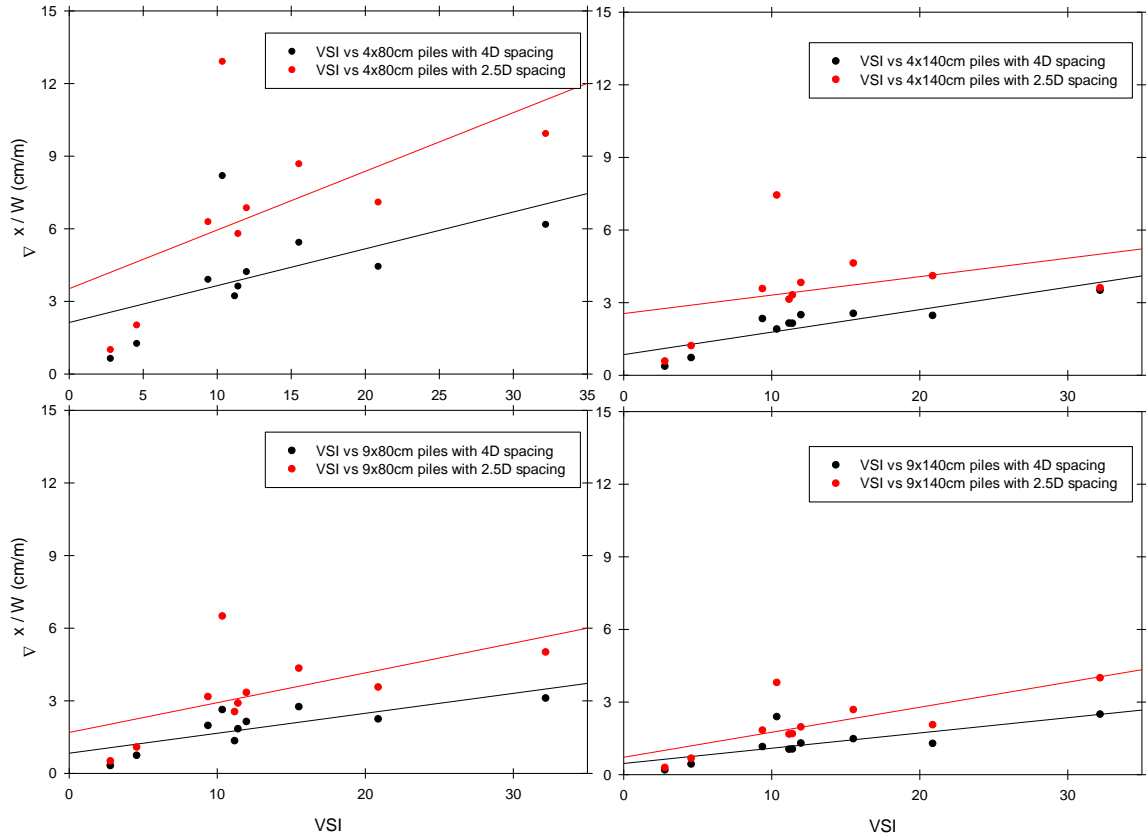 15
12
9
6
3
0
∇ x / W (cm/m)
VSI vs 4x80cm piles with 4D spacing
VSI vs 4x80cm piles with 2.5D spacing
0 5 10 15 20 25 30 35
15
12
9
6
3
0
VSI vs 4x140cm piles with 4D spacing
VSI vs 4x140cm piles with 2.5D spacing
0 10 20 30
15
12
9
6
3
0
∇ x / W (cm/m)
VSI vs 9x80cm piles with 4D spacing
VSI vs 9x80cm piles with 2.5D spacing
0 5 10 15 20 25 30
VSI
15
12
9
6
3
0
VSI vs 9x140cm piles with 4D spacing
VSI vs 9x140cm piles with 2.5D spacing
0 10 20 30
VSI